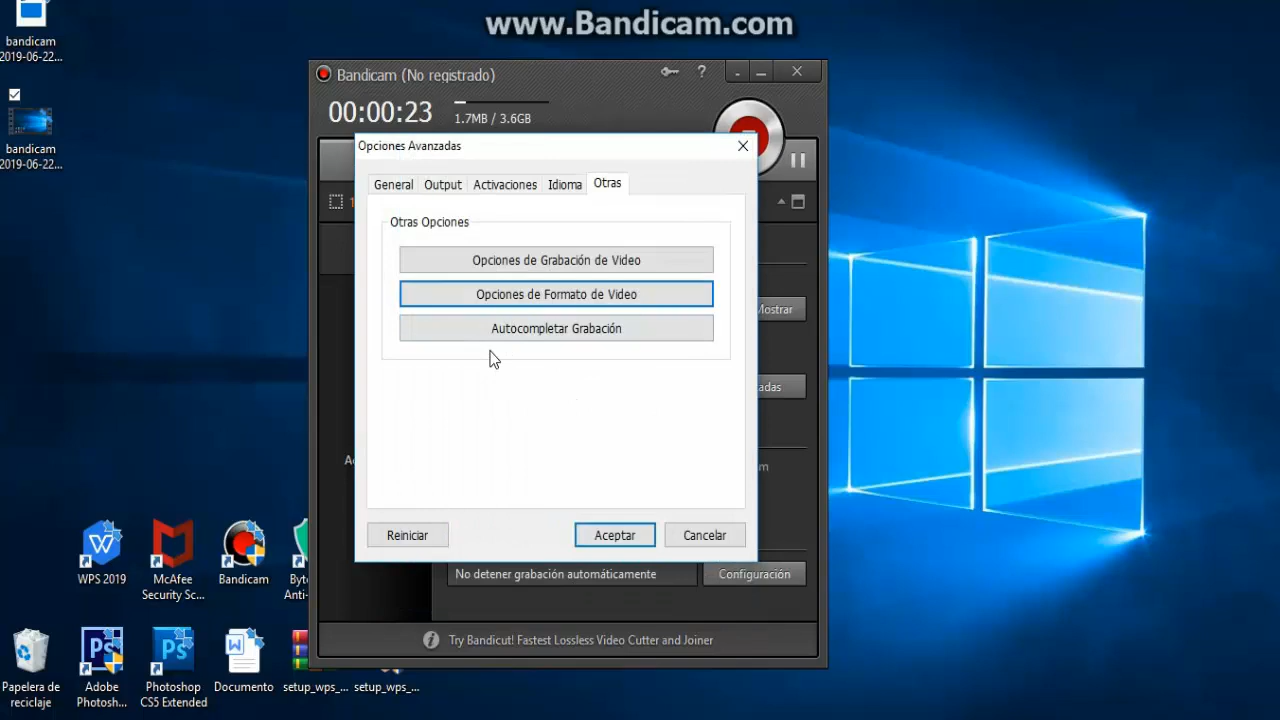 www.Bandicam.com
bandicam
2019-06-22...
bandicam
2019-06-22...
Bandicam (No registrado)
?
00:00:23
1.7MB / 3.6GB
Opciones Avanzadas
General
Output
Activaciones
Idioma
Otras
Otras Opciones
Opciones de Grabación de Video
Opciones de Formato de Video
Autocompletar Grabación
Mostrar
Reiniciar
Aceptar
Cancelar
No detener grabación automáticamente
Configuración
Try Bandicut! Fastest Lossless Video Cutter and Joiner
WPS 2019
McAfee
Security Sc...
Bandicam
Papelera de
reciclaje
Adobe
Photosh...
Photoshop
CS5 Extended
Documento
setup_wps_...
setup_wps_...